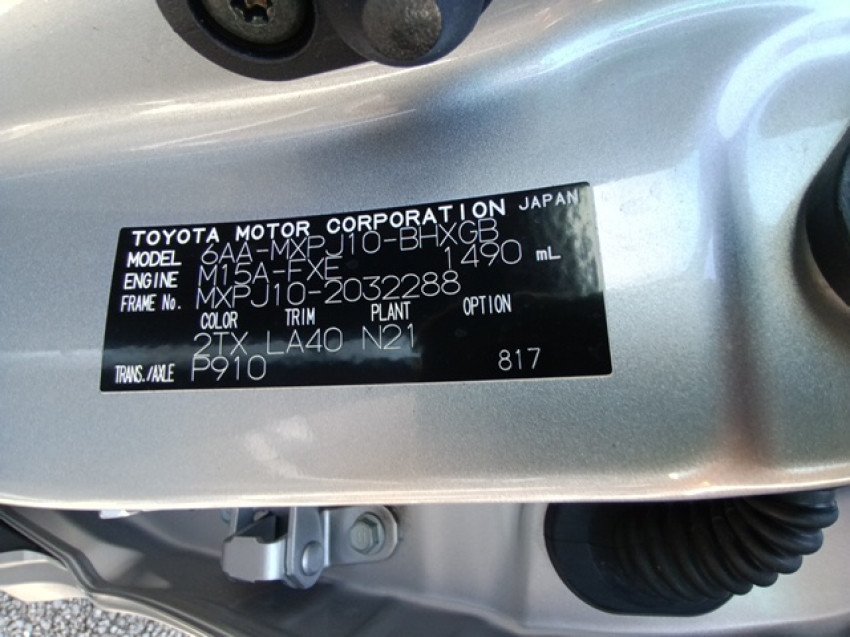 TOYOTA MOTOR CORPORATION JAPAN
MODEL 6AA-MXPJ10-BHXGB
ENGINE M15A-FXE 1490 mL
FRAME No. MXPJ10-2032288
COLOR TRIM PLANT OPTION
2TX LA40 N21
TRANS./AXLE P910 817